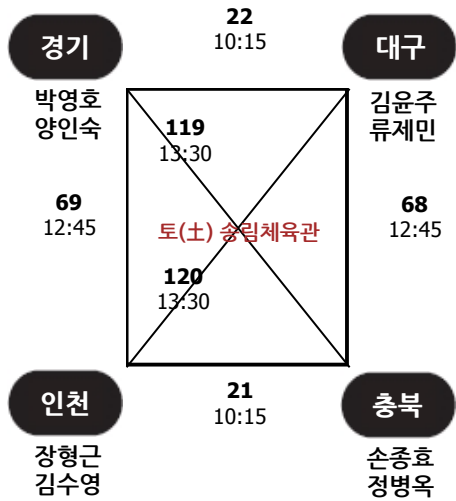 22
10:15
경기
대구
박영호
양인숙
김윤주
류제민
119
13:30
69
12:45
68
12:45
토(土) 송림체육관
120
13:30
21
10:15
인천
충북
장형근
김수영
손종효
정병옥